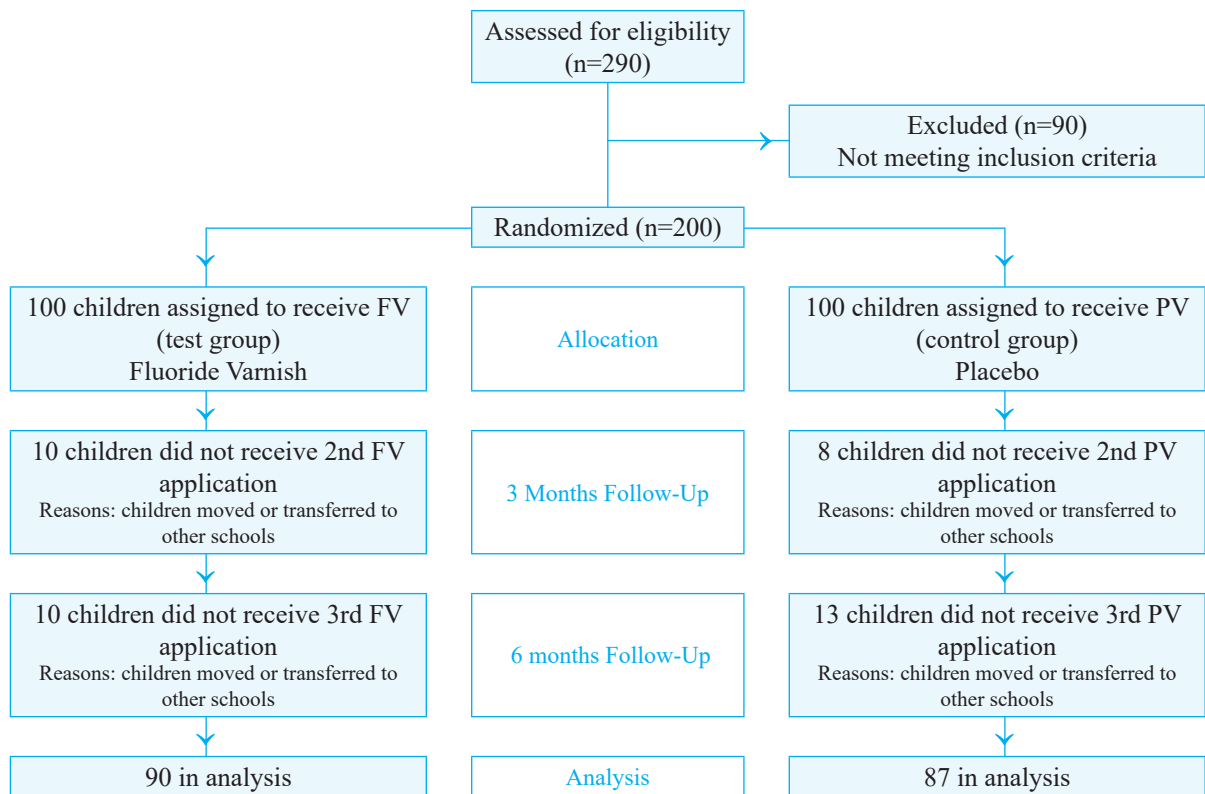 Assessed for eligibility
(n=290)
Excluded (n=90)
Not meeting inclusion criteria
Randomized (n=200)
100 children assigned to receive FV
(test group)
Fluoride Varnish
Allocation
100 children assigned to receive PV
(control group)
Placebo
10 children did not receive 2nd FV
application
Reasons: children moved or transferred to
other schools
3 Months Follow-Up
8 children did not receive 2nd PV
application
Reasons: children moved or transferred to
other schools
10 children did not receive 3rd FV
application
Reasons: children moved or transferred to
other schools
6 months Follow-Up
13 children did not receive 3rd PV
application
Reasons: children moved or transferred to
other schools
90 in analysis
Analysis
87 in analysis